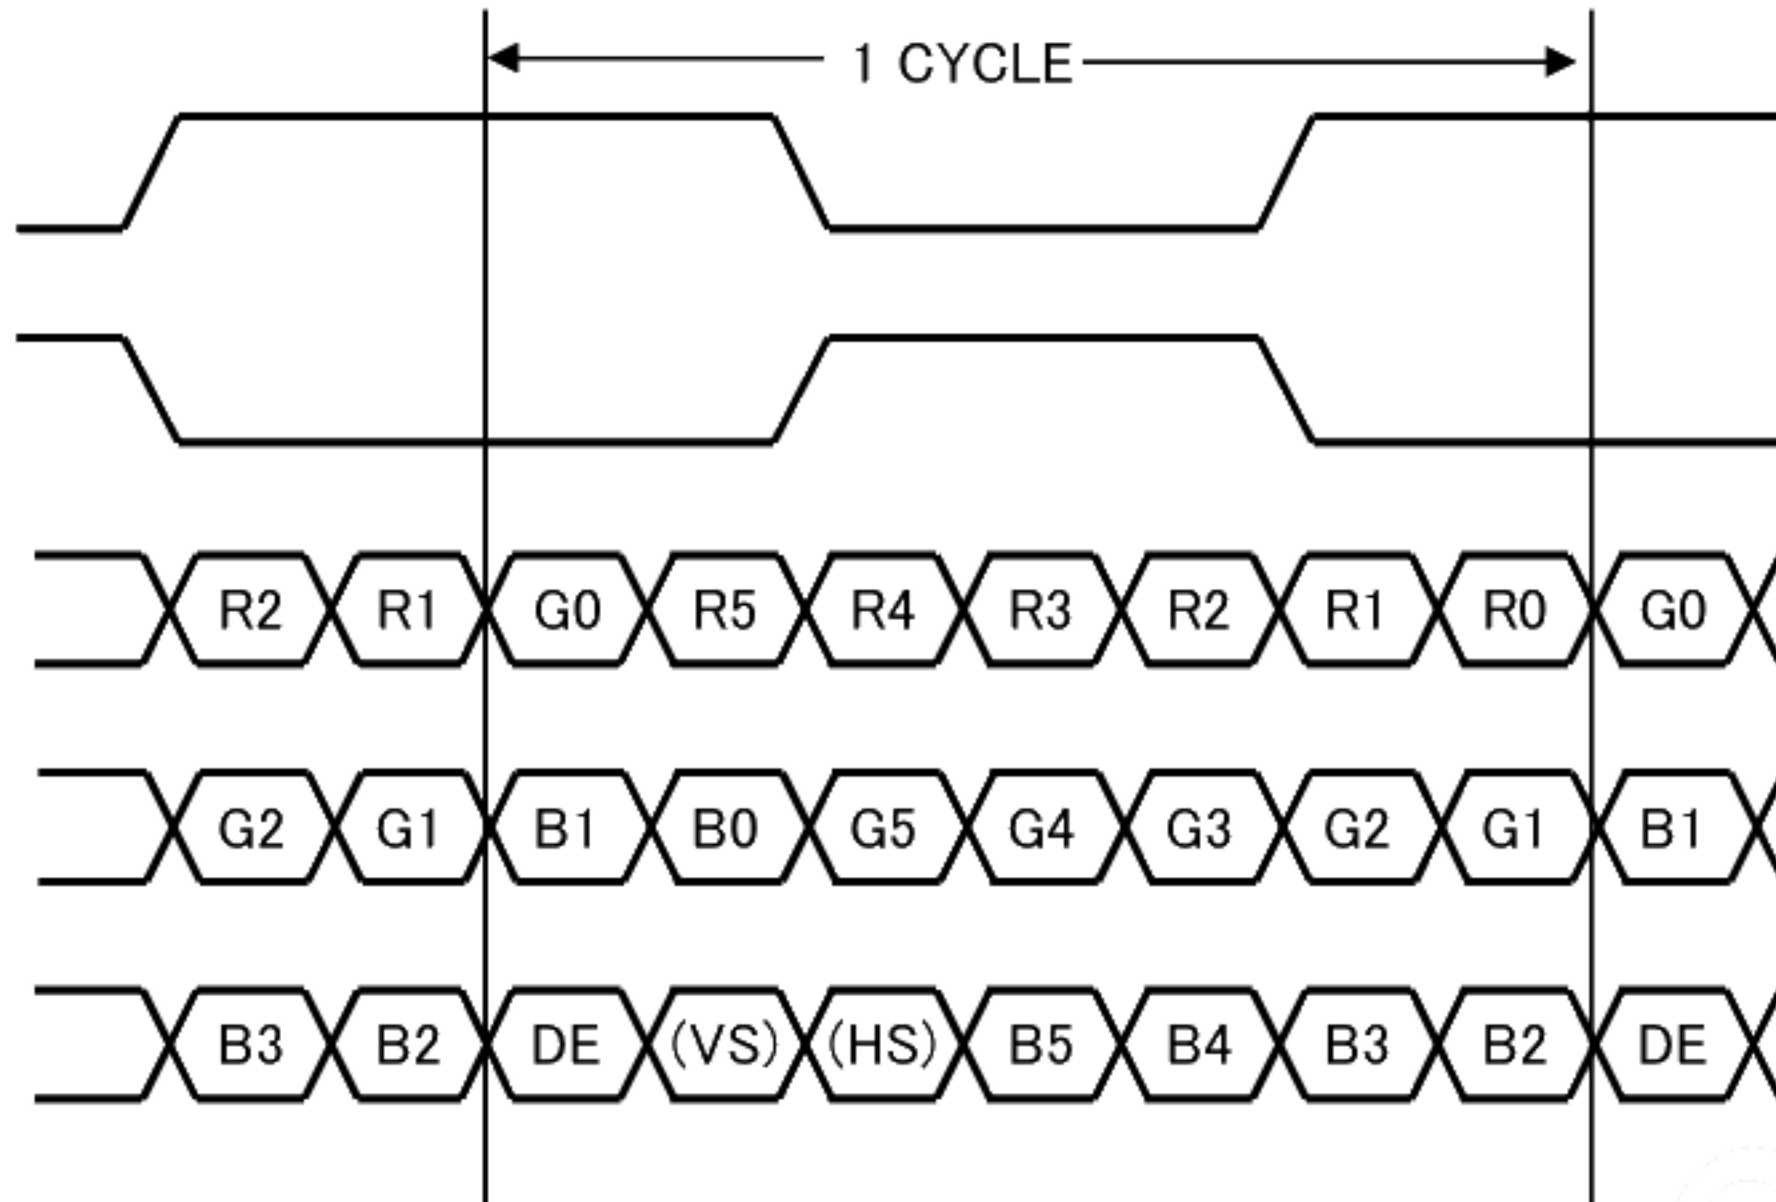 1 CYCLE
R2 R1 G0 R5 R4 R3 R2 R1 R0 G0
G2 G1 B1 B0 G5 G4 G3 G2 G1 B1
B3 B2 DE (VS) (HS) B5 B4 B3 B2 DE